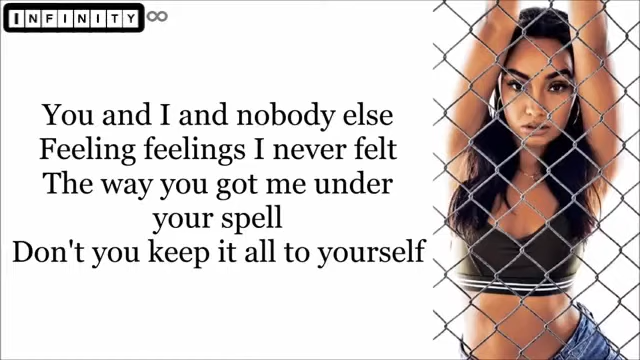 INFINITY ∞
You and I and nobody else
Feeling feelings I never felt
The way you got me under
your spell
Don't you keep it all to yourself